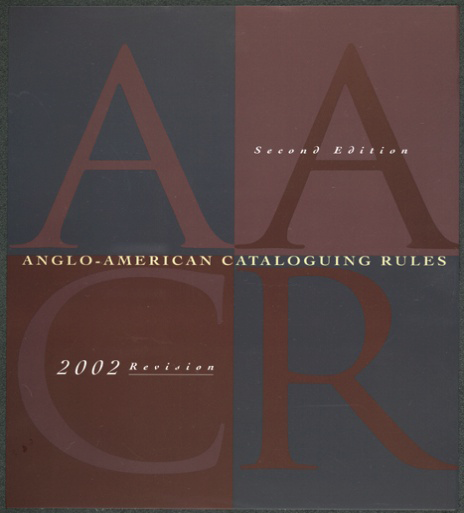 A A
Second Edition
ANGLO-AMERICAN CATALOGUING RULES
C R
2002 Revision